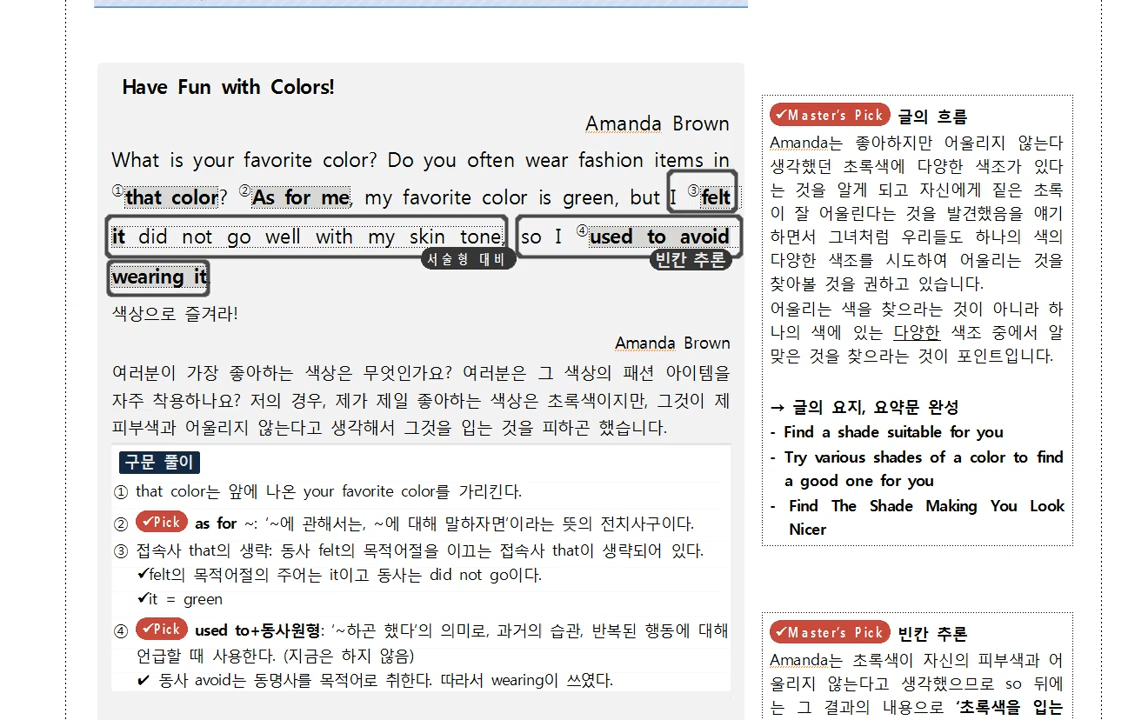 Have Fun with Colors!
Amanda Brown
What is your favorite color? Do you often wear fashion items in
①that color? ②As for me, my favorite color is green, but I ③felt
it did not go well with my skin tone, so I ④used to avoid
서술형 대비
빈칸 추론
wearing it
색상으로 즐겨라!
Amanda Brown
여러분이 가장 좋아하는 색상은 무엇인가요? 여러분은 그 색상의 패션 아이템을
자주 착용하나요? 저의 경우, 제가 제일 좋아하는 색상은 초록색이지만, 그것이 제
피부색과 어울리지 않는다고 생각해서 그것을 입는 것을 피하곤 했습니다.
구문 풀이
① that color는 앞에 나온 your favorite color를 가리킨다.
② ✓Pick as for ~: '~에 관해서는, ~에 대해 말하자면'이라는 뜻의 전치사구이다.
③ 접속사 that의 생략: 동사 felt의 목적어절을 이끄는 접속사 that이 생략되어 있다.
✓felt의 목적어절의 주어는 it이고 동사는 did not go이다.
✓it = green
④ ✓Pick used to+동사원형: '~하곤 했다'의 의미로, 과거의 습관, 반복된 행동에 대해
언급할 때 사용한다. (지금은 하지 않음)
✔ 동사 avoid는 동명사를 목적어로 취한다. 따라서 wearing이 쓰였다.
✓Master's Pick 글의 흐름
Amanda는 좋아하지만 어울리지 않는다
생각했던 초록색에 다양한 색조가 있다
는 것을 알게 되고 자신에게 짙은 초록
이 잘 어울린다는 것을 발견했음을 얘기
하면서 그녀처럼 우리들도 하나의 색의
다양한 색조를 시도하여 어울리는 것을
찾아볼 것을 권하고 있습니다.
어울리는 색을 찾으라는 것이 아니라 하
나의 색에 있는 다양한 색조 중에서 알
맞은 것을 찾으라는 것이 포인트입니다.
→ 글의 요지, 요약문 완성
- Find a shade suitable for you
- Try various shades of a color to find
a good one for you
- Find The Shade Making You Look
Nicer
✓Master's Pick 빈칸 추론
Amanda는 초록색이 자신의 피부색과 어
울리지 않는다고 생각했으므로 so 뒤에
는 그 결과의 내용으로 '초록색을 입는